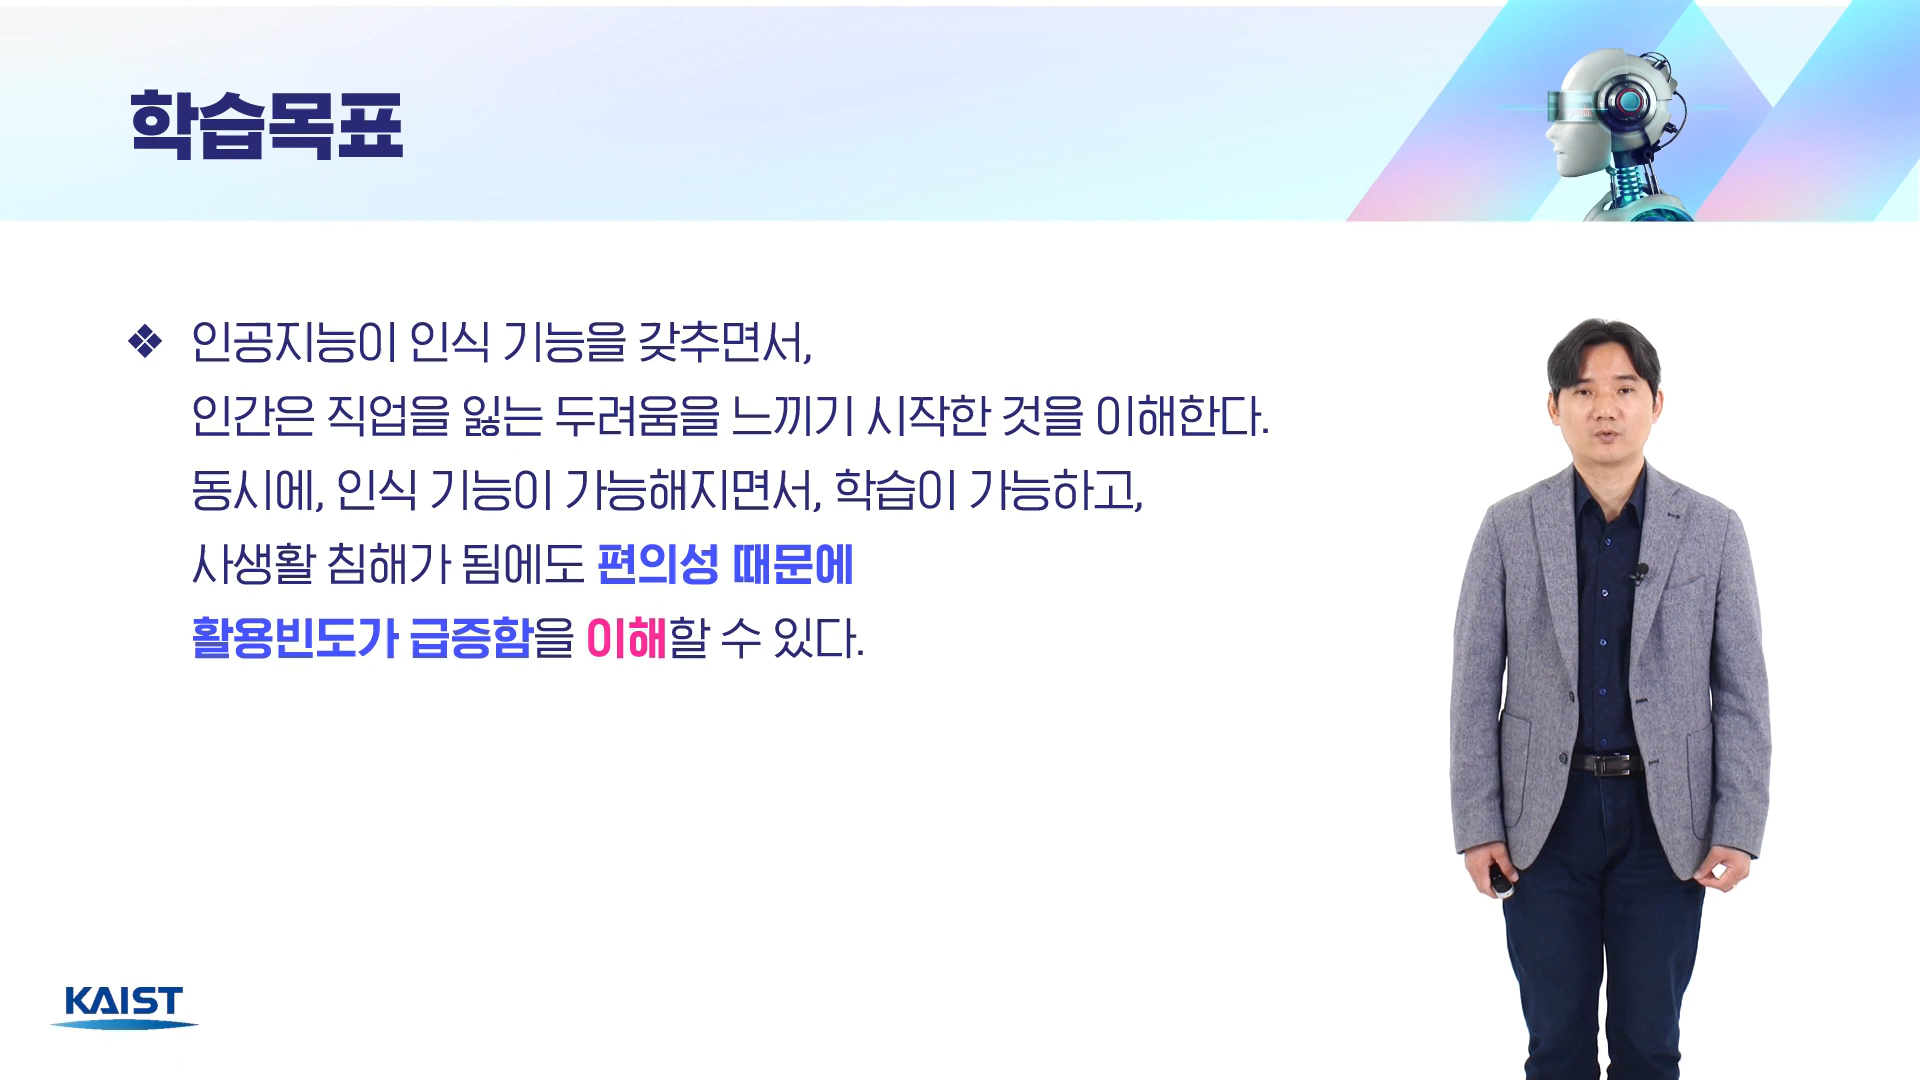 학습목표
❖ 인공지능이 인식 기능을 갖추면서,
인간은 직업을 잃는 두려움을 느끼기 시작한 것을 이해한다.
동시에, 인식 기능이 가능해지면서, 학습이 가능하고,
사생활 침해가 됨에도 편의성 때문에
활용빈도가 급증함을 이해할 수 있다.
KAIST